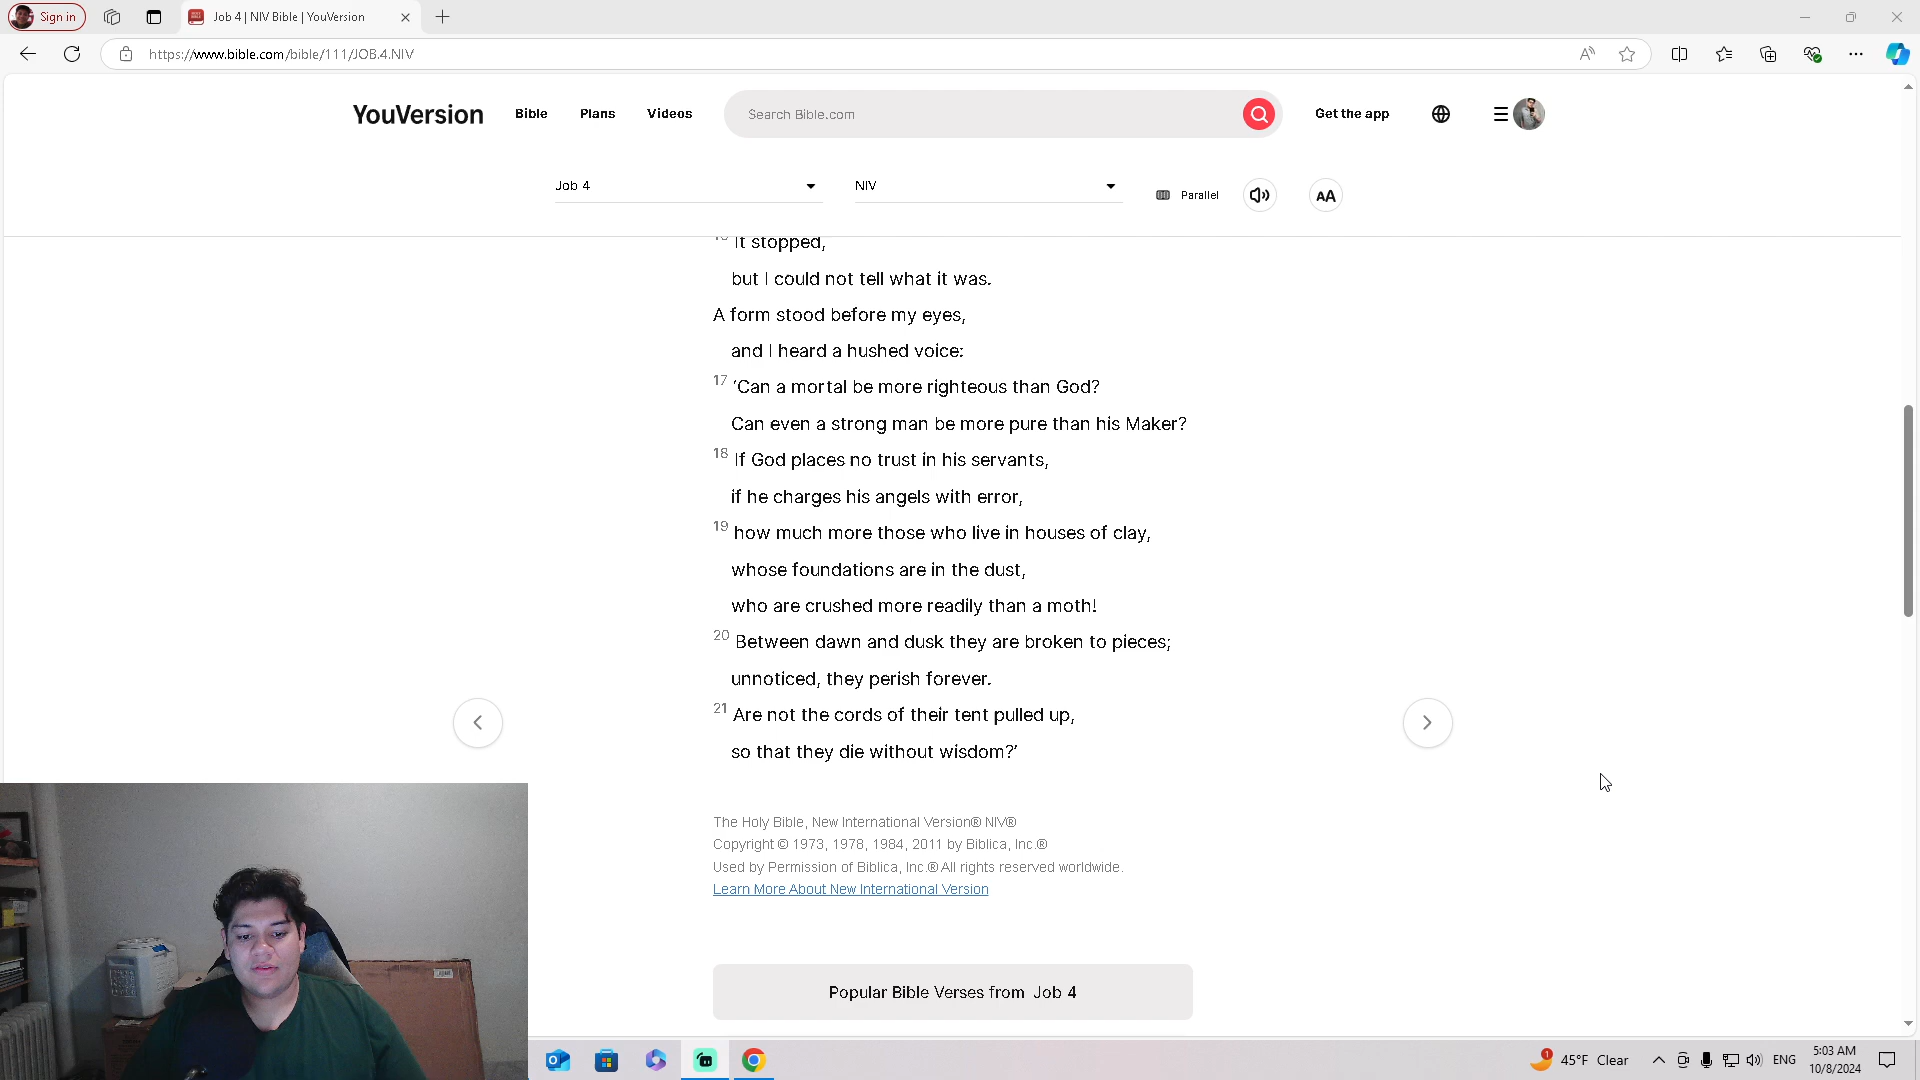 Sign in
Job 4 | NIV Bible | YouVersion
https://www.bible.com/bible/111/JOB.4.NIV
YouVersion
Bible
Plans
Videos
Search Bible.com
Get the app
Job 4
NIV
Parallel
AA
It stopped,
but I could not tell what it was.
A form stood before my eyes,
and I heard a hushed voice:
17 ‘Can a mortal be more righteous than God?
Can even a strong man be more pure than his Maker?
18 If God places no trust in his servants,
if he charges his angels with error,
19 how much more those who live in houses of clay,
whose foundations are in the dust,
who are crushed more readily than a moth!
20 Between dawn and dusk they are broken to pieces;
unnoticed, they perish forever.
21 Are not the cords of their tent pulled up,
so that they die without wisdom?’
The Holy Bible, New International Version® NIV®
Copyright © 1973, 1978, 1984, 2011 by Biblica, Inc.®
Used by Permission of Biblica, Inc.® All rights reserved worldwide.
Learn More About New International Version
Popular Bible Verses from Job 4
1
45°F Clear
ENG
5:03 AM
10/8/2024